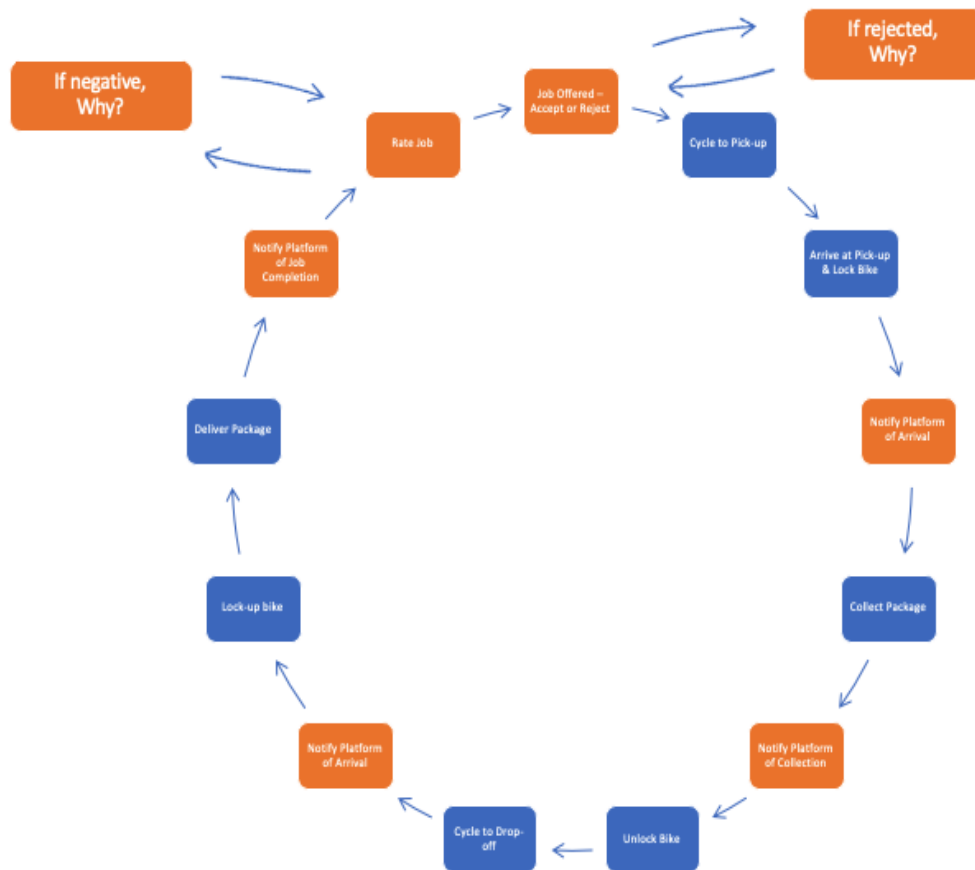 If negative,
Why?
If rejected,
Why?
Job Offered –
Accept or Reject
Rate Job
Cycle to Pick-up
Notify Platform
of Job
Completion
Arrive at Pick-up
& Lock Bike
Deliver Package
Notify Platform
of Arrival
Lock-up bike
Collect Package
Notify Platform
of Arrival
Notify Platform
of Collection
Cycle to Drop-
off
Unlock Bike